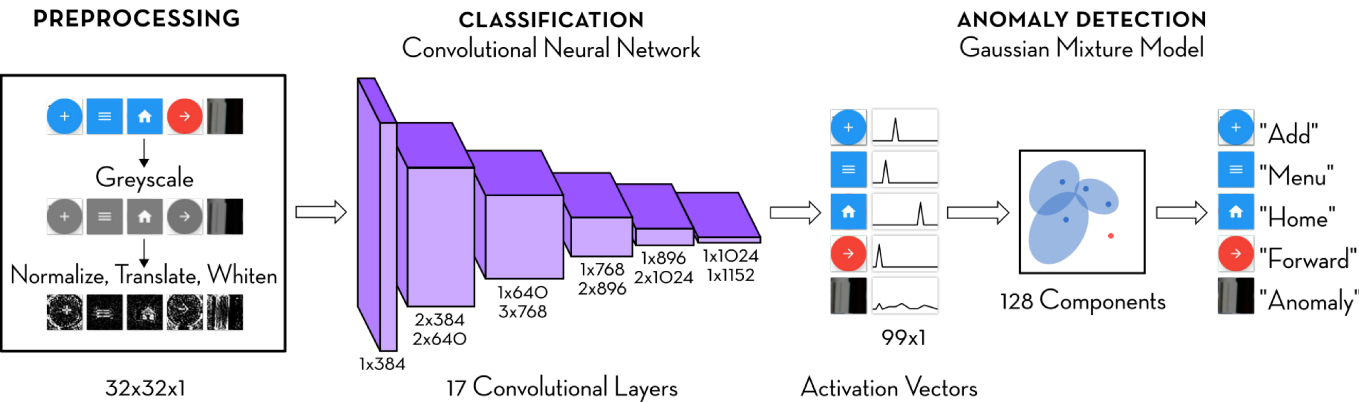 PREPROCESSING
Greyscale
Normalize, Translate, Whiten
32x32x1
CLASSIFICATION
Convolutional Neural Network
1x384
2x384
2x640
1x640
3x768
1x768
2x896
1x896
2x1024
1x1024
1x1152
17 Convolutional Layers
99x1
Activation Vectors
ANOMALY DETECTION
Gaussian Mixture Model
128 Components
"Add"
"Menu"
"Home"
"Forward"
"Anomaly"